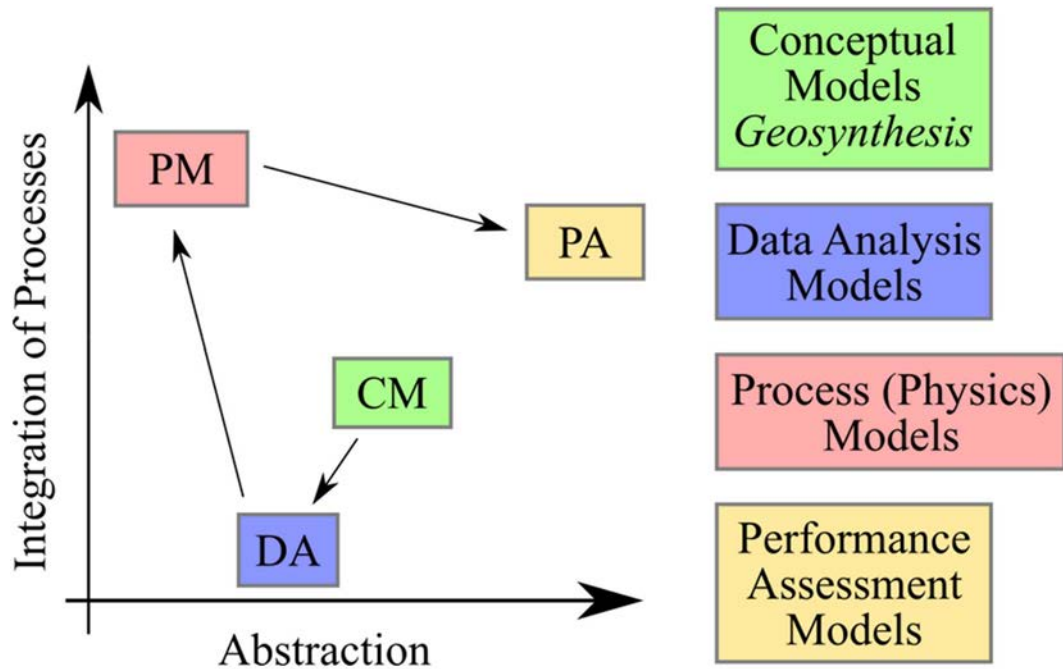 Integration of Processes
PM
PA
CM
DA
Abstraction
Conceptual
Models
Geosynthesis
Data Analysis
Models
Process (Physics)
Models
Performance
Assessment
Models